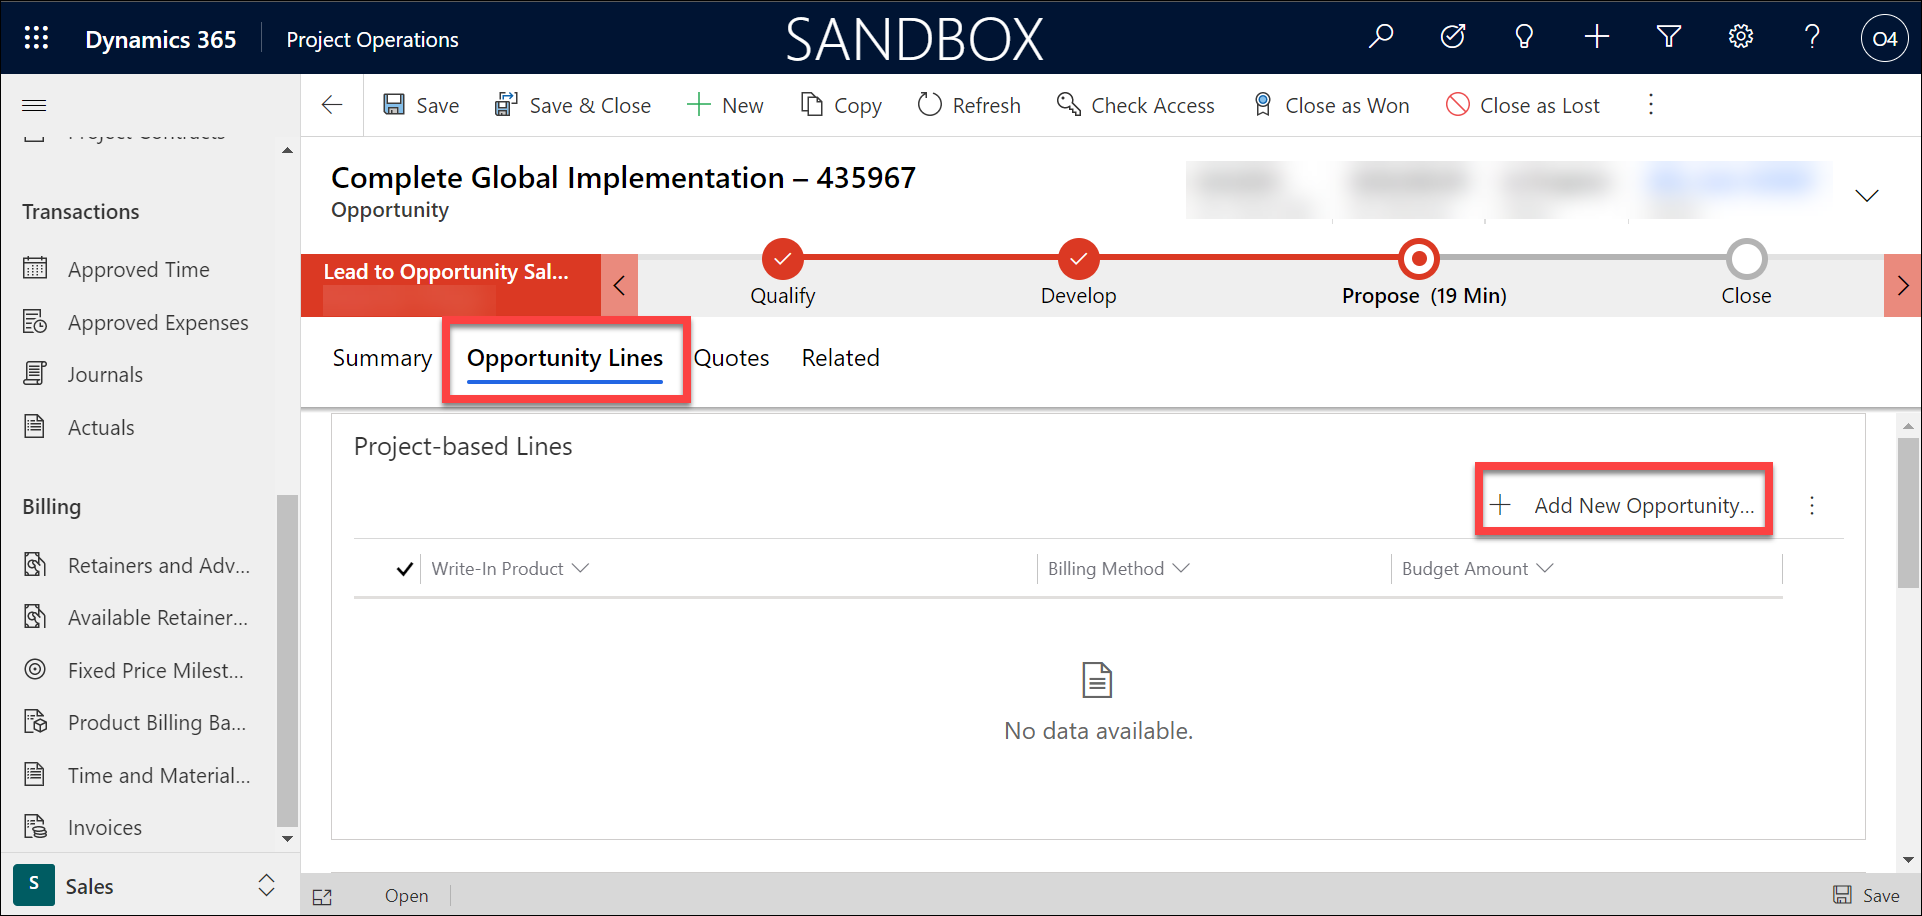 Dynamics 365
Project Operations
SANDBOX
O4
Save
Save & Close
New
Copy
Refresh
Check Access
Close as Won
Close as Lost
Project Contracts
Transactions
Approved Time
Approved Expenses
Journals
Actuals
Billing
Retainers and Adv...
Available Retainer...
Fixed Price Milest...
Product Billing Ba...
Time and Material...
Invoices
S
Sales
Complete Global Implementation – 435967
Opportunity
Lead to Opportunity Sal...
Qualify
Develop
Propose (19 Min)
Close
Summary
Opportunity Lines
Quotes
Related
Project-based Lines
Add New Opportunity...
Write-In Product
Billing Method
Budget Amount
No data available.
Open
Save